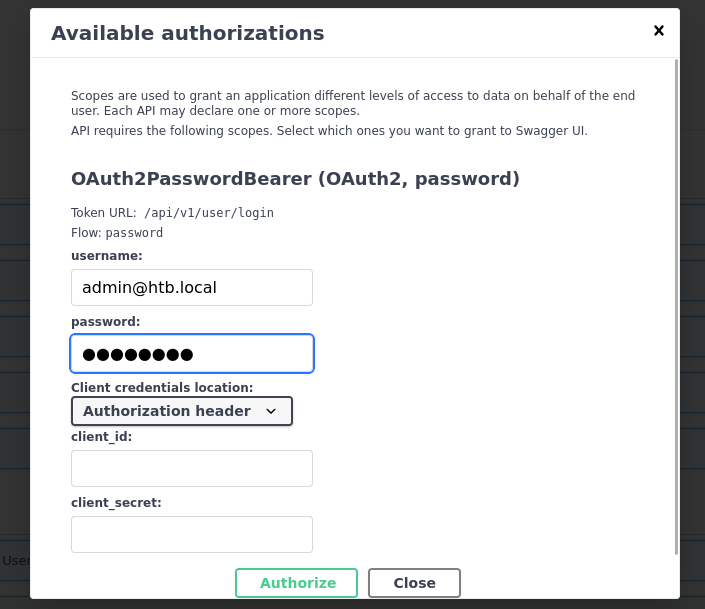 Available authorizations
Scopes are used to grant an application different levels of access to data on behalf of the end
user. Each API may declare one or more scopes.
API requires the following scopes. Select which ones you want to grant to Swagger UI.
OAuth2PasswordBearer (OAuth2, password)
Token URL: /api/v1/user/login
Flow: password
username:
admin@htb.local
password:
●●●●●●●●
Client credentials location:
Authorization header
client_id:
client_secret:
User
Authorize Close